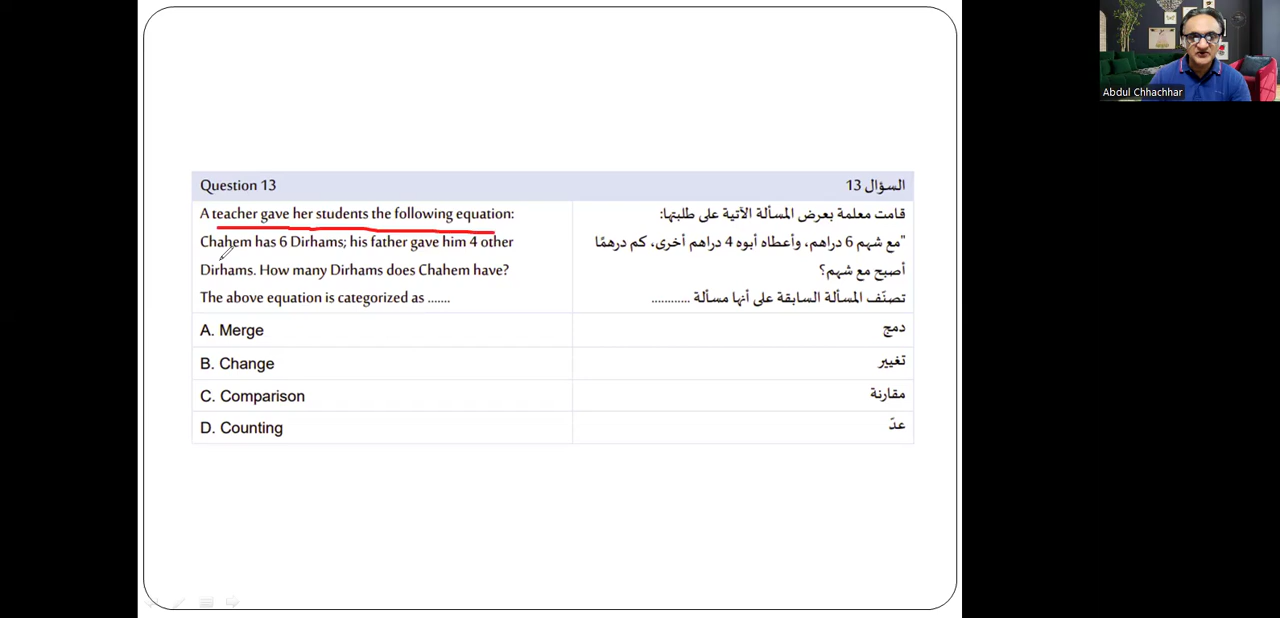 Abdul Chhachhar
Question 13
السؤال 13
A teacher gave her students the following equation:
Chahem has 6 Dirhams; his father gave him 4 other
Dirhams. How many Dirhams does Chahem have?
The above equation is categorized as .......
قامت معلمة بعرض المسألة الآتية على طلبتها:
"مع شهم 6 دراهم، وأعطاه أبوه 4 دراهم أخرى، كم درهمًا
أصبح مع شهم؟
تصنّف المسألة السابقة على أنها مسألة ............
A. Merge
دمج
B. Change
تغيير
C. Comparison
مقارنة
D. Counting
عدّ